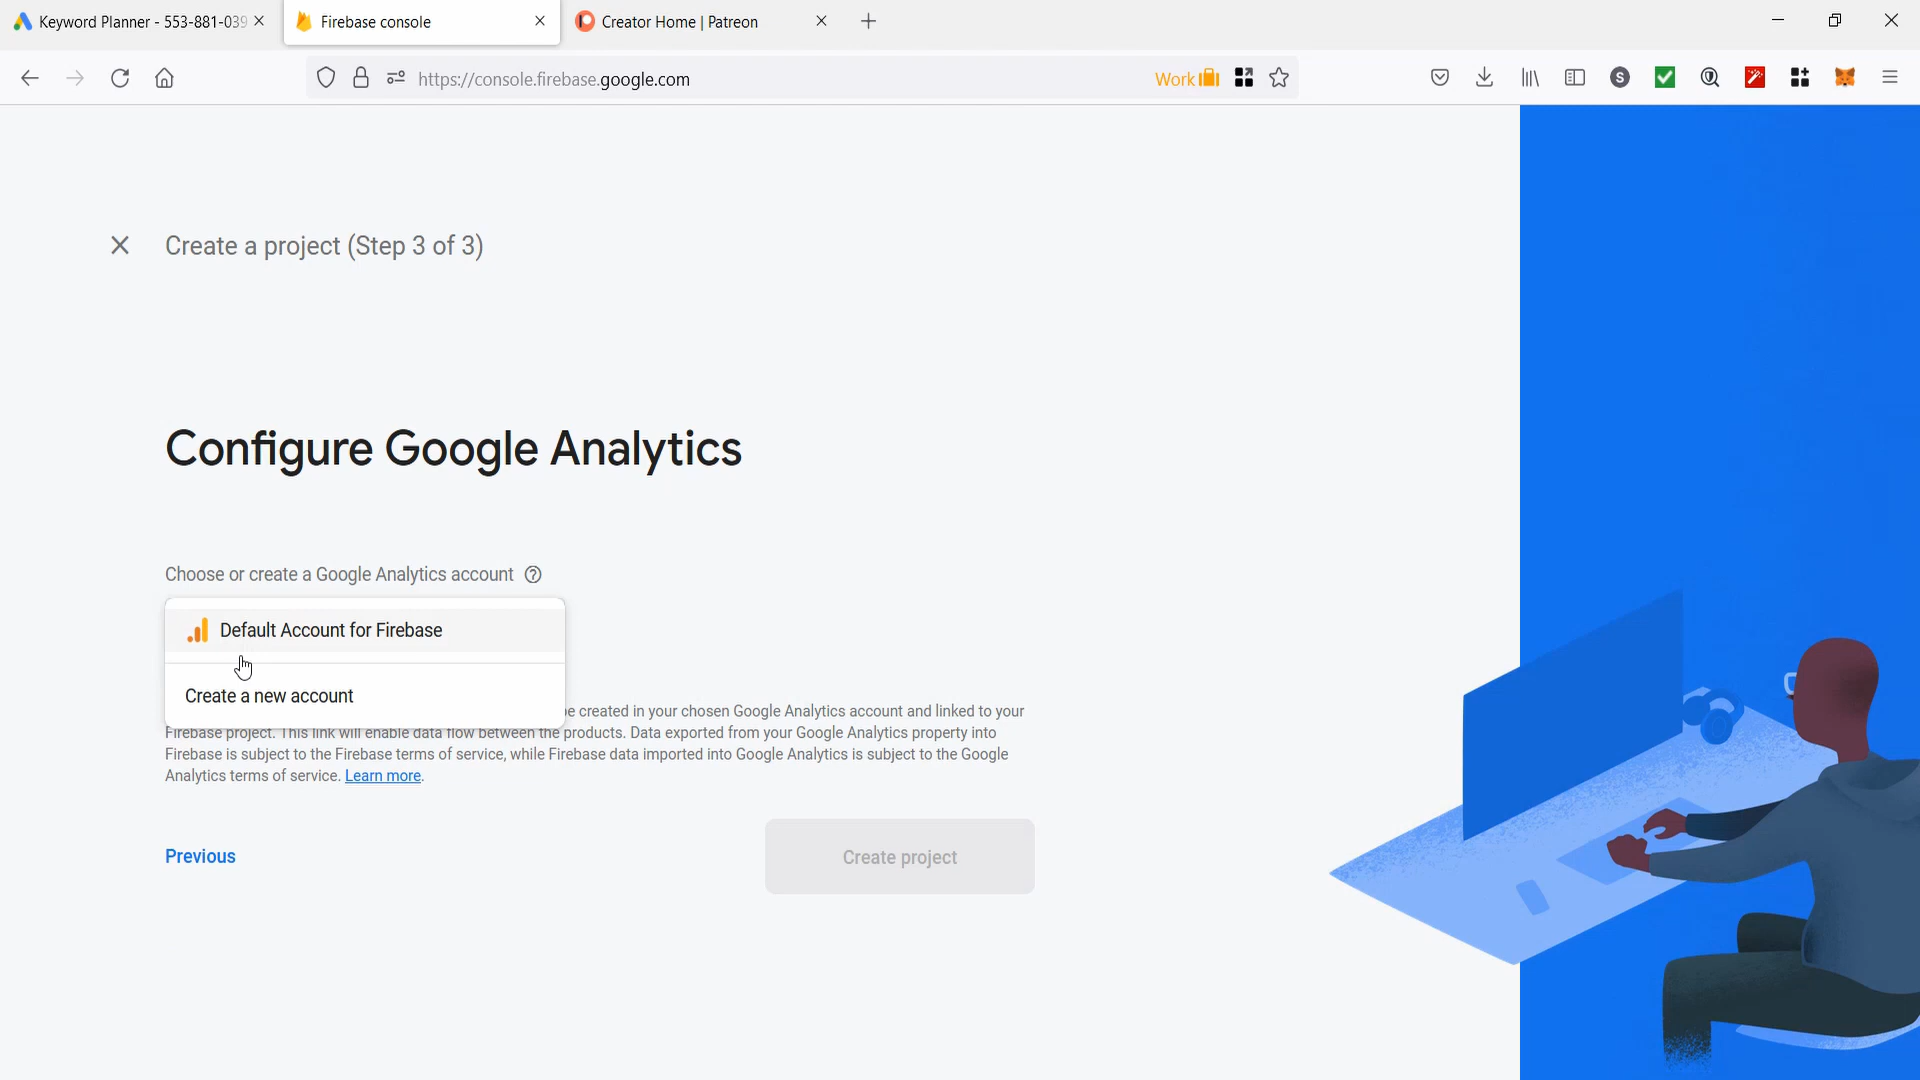 Keyword Planner - 553-881-039
Firebase console
Creator Home | Patreon
https://console.firebase.google.com
Work
S
Create a project (Step 3 of 3)
Configure Google Analytics
Choose or create a Google Analytics account
Default Account for Firebase
Create a new account
be created in your chosen Google Analytics account and linked to your
Firebase project. This link will enable data flow between the products. Data exported from your Google Analytics property into
Firebase is subject to the Firebase terms of service, while Firebase data imported into Google Analytics is subject to the Google
Analytics terms of service. Learn more.
Previous
Create project